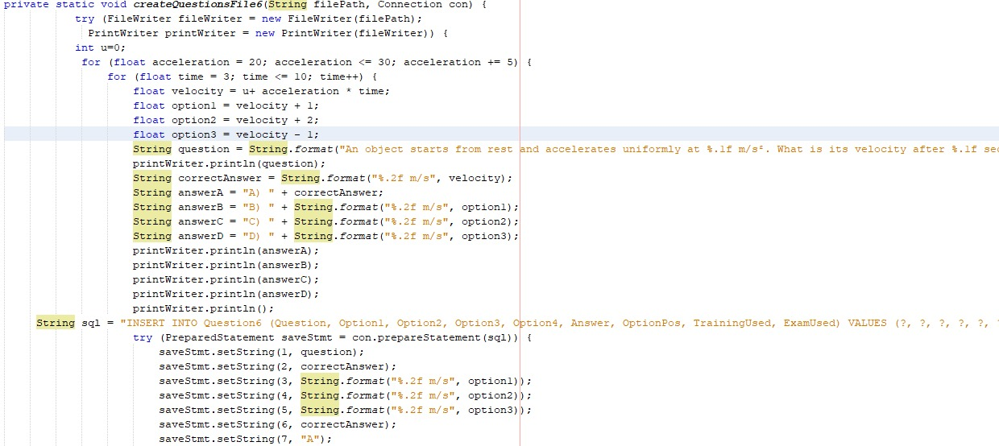 private static void createQuestionsFile6(String filePath, Connection con) {
try (FileWriter fileWriter = new FileWriter(filePath);
PrintWriter printWriter = new PrintWriter(fileWriter)) {
int u=0;
for (float acceleration = 20; acceleration <= 30; acceleration += 5) {
for (float time = 3; time <= 10; time++) {
float velocity = u+ acceleration * time;
float option1 = velocity + 1;
float option2 = velocity + 2;
float option3 = velocity - 1;
String question = String.format("An object starts from rest and accelerates uniformly at %.1f m/s². What is its velocity after %.1f sec
printWriter.println(question);
String correctAnswer = String.format("%.2f m/s", velocity);
String answerA = "A) " + correctAnswer;
String answerB = "B) " + String.format("%.2f m/s", option1);
String answerC = "C) " + String.format("%.2f m/s", option2);
String answerD = "D) " + String.format("%.2f m/s", option3);
printWriter.println(answerA);
printWriter.println(answerB);
printWriter.println(answerC);
printWriter.println(answerD);
printWriter.println();
String sql = "INSERT INTO Question6 (Question, Option1, Option2, Option3, Option4, Answer, OptionPos, TrainingUsed, ExamUsed) VALUES (?, ?, ?, ?, ?,
try (PreparedStatement saveStmt = con.prepareStatement(sql)) {
saveStmt.setString(1, question);
saveStmt.setString(2, correctAnswer);
saveStmt.setString(3, String.format("%.2f m/s", option1));
saveStmt.setString(4, String.format("%.2f m/s", option2));
saveStmt.setString(5, String.format("%.2f m/s", option3));
saveStmt.setString(6, correctAnswer);
saveStmt.setString(7, "A");